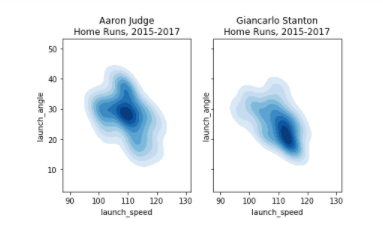 Aaron Judge
Home Runs, 2015-2017
Giancarlo Stanton
Home Runs, 2015-2017
launch_angle
50
40
30
20
10
90 100 110 120 130
launch_speed
launch_angle
90 100 110 120 130
launch_speed